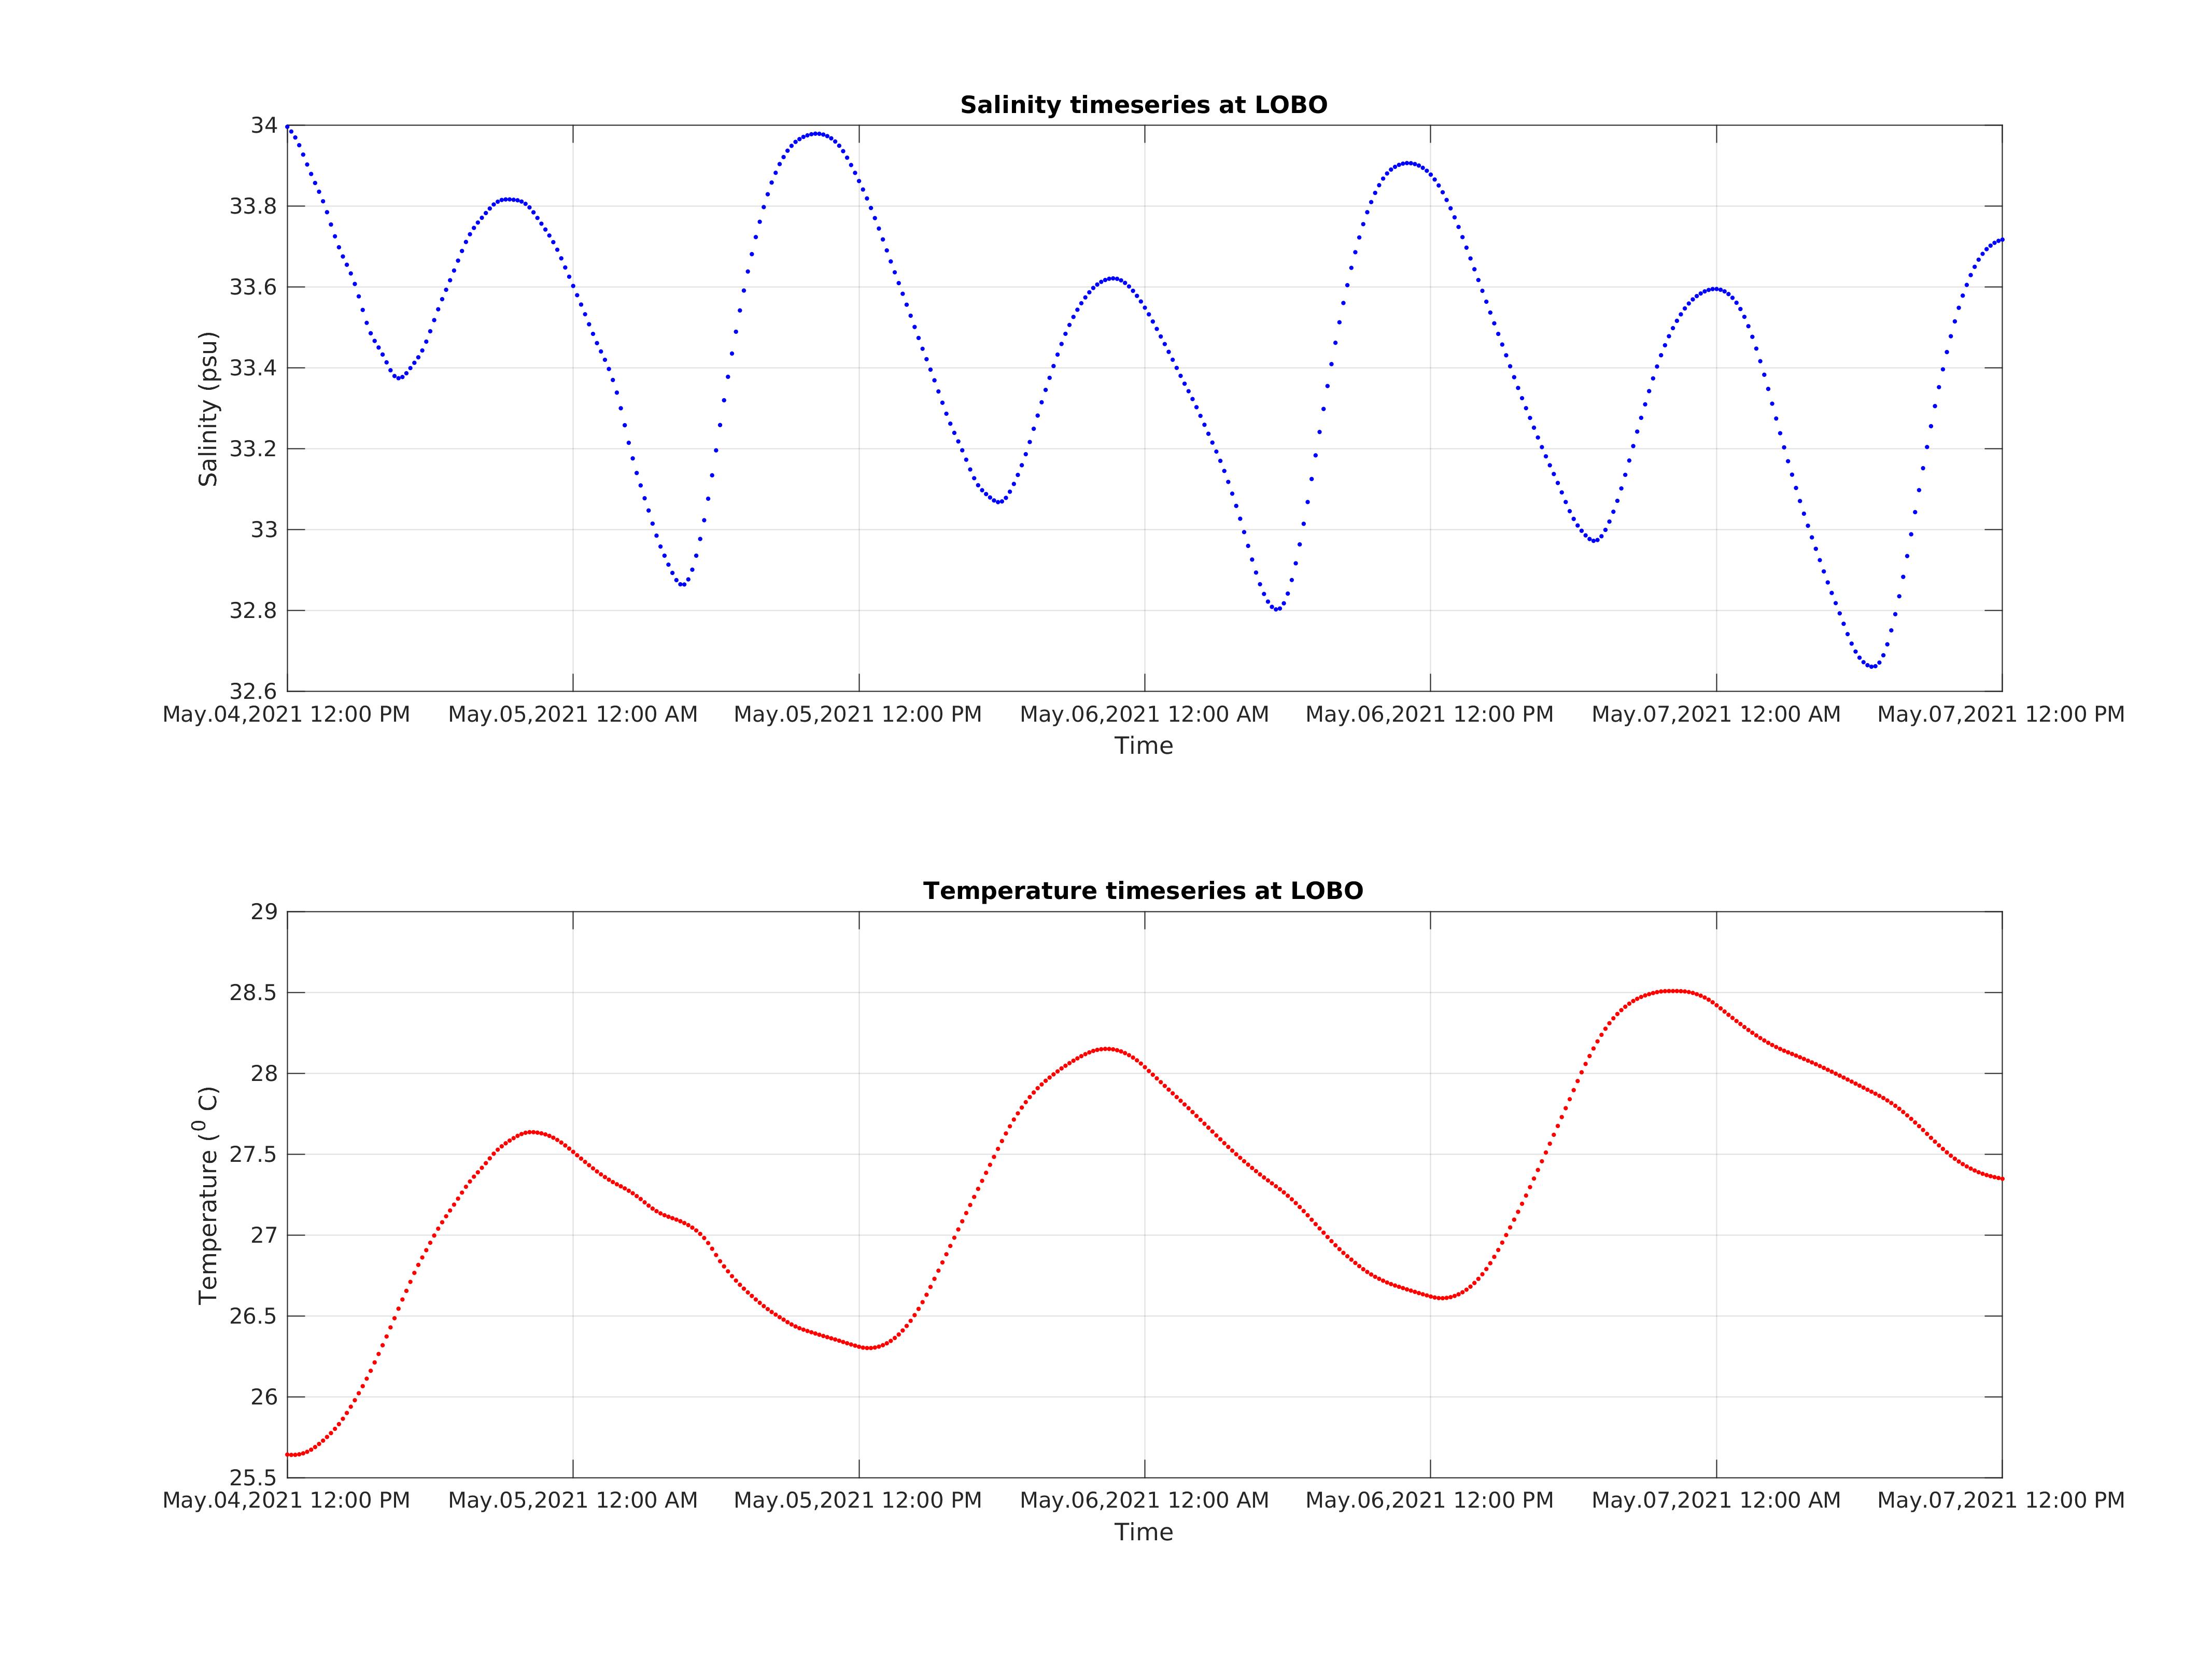 Salinity timeseries at LOBO
34
33.8
33.6
33.4
33.2
33
32.8
32.6
Salinity (psu)
May.04,2021 12:00 PM May.05,2021 12:00 AM May.05,2021 12:00 PM May.06,2021 12:00 AM May.06,2021 12:00 PM May.07,2021 12:00 AM May.07,2021 12:00 PM
Time
Temperature timeseries at LOBO
29
28.5
28
27.5
27
26.5
26
25.5
Temperature (⁰ C)
May.04,2021 12:00 PM May.05,2021 12:00 AM May.05,2021 12:00 PM May.06,2021 12:00 AM May.06,2021 12:00 PM May.07,2021 12:00 AM May.07,2021 12:00 PM
Time